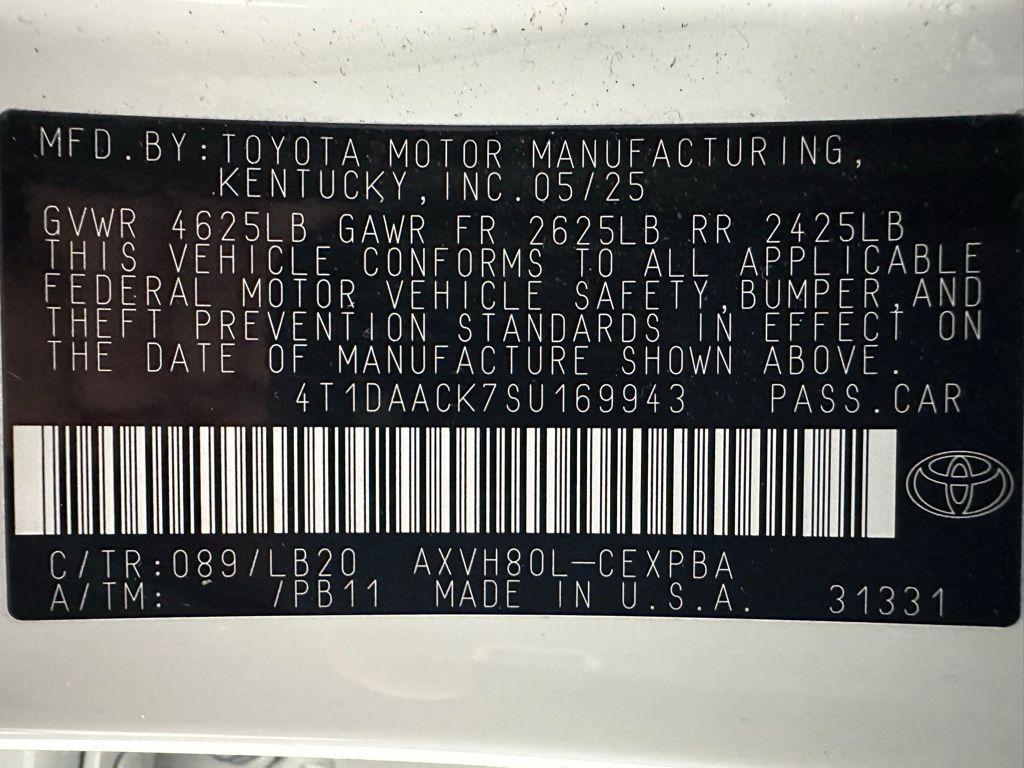 MFD.BY:TOYOTA MOTOR MANUFACTURING,
KENTUCKY,INC.05/25
GVWR 4625LB GAWR FR 2625LB RR 2425LB
THIS VEHICLE CONFORMS TO ALL APPLICABLE
FEDERAL MOTOR VEHICLE SAFETY,BUMPER,AND
THEFT PREVENTION STANDARDS IN EFFECT ON
THE DATE OF MANUFACTURE SHOWN ABOVE.
4T1DAACK7SU169943 PASS.CAR
C/TR:089/LB20 AXVH80L-CEXPBA
A/TM: /PB11 MADE IN U.S.A. 31331